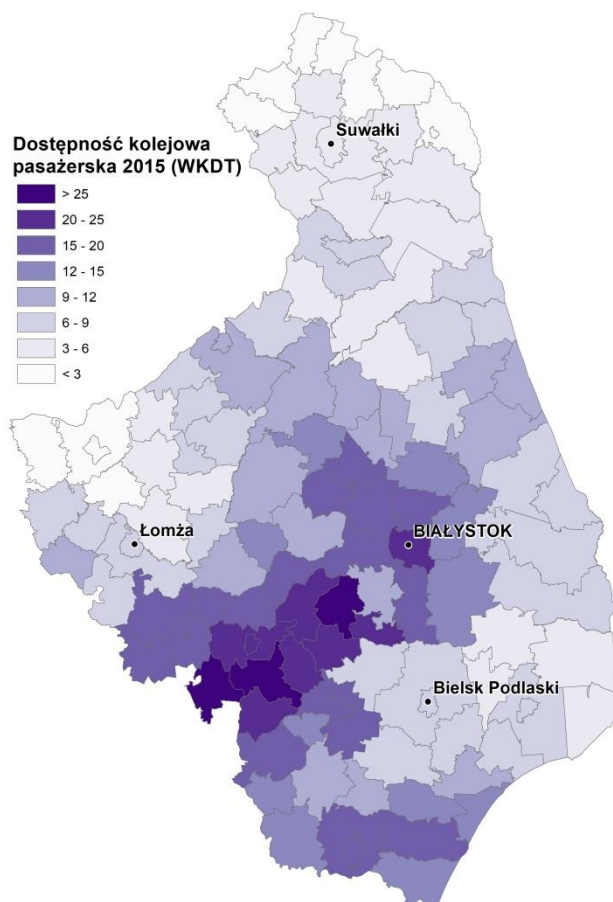 Suwałki
Dostępność kolejowa
pasażerska 2015 (WKDT)
> 25
20 - 25
15 - 20
12 - 15
9 - 12
6 - 9
3 - 6
< 3
Łomża
BIAŁYSTOK
Bielsk Podlaski